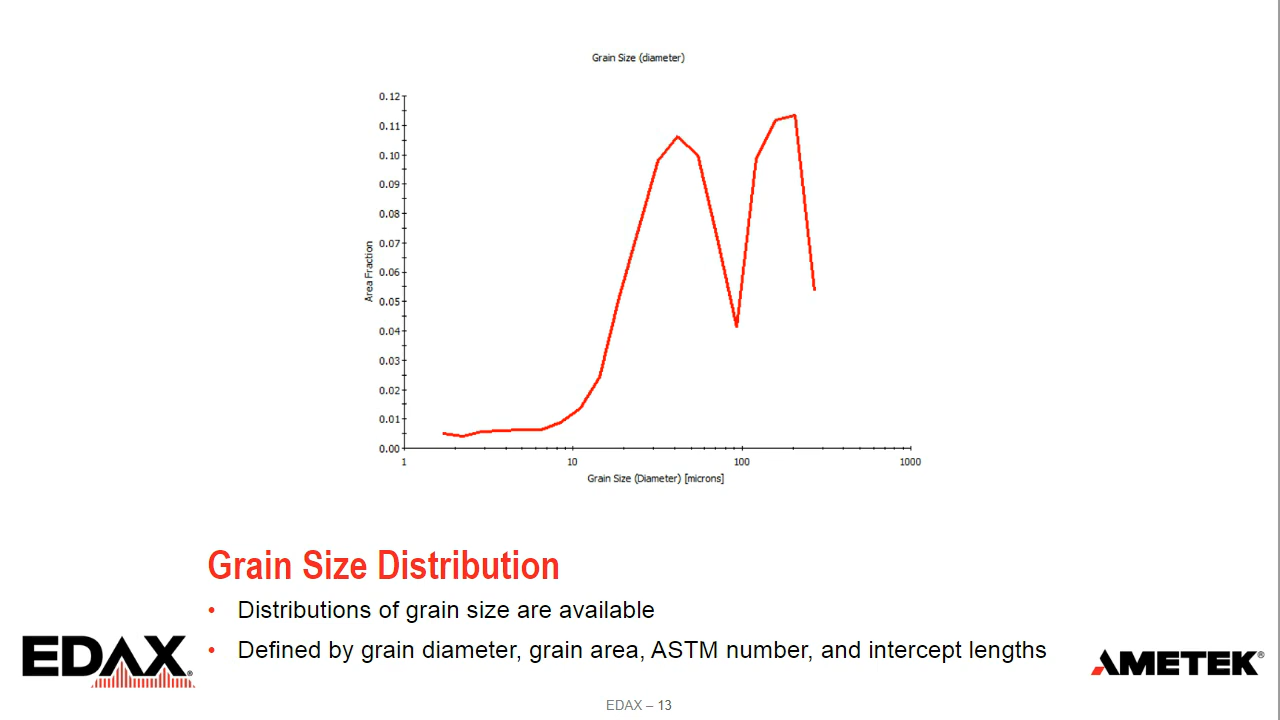 Grain Size (diameter)
0.12
0.11
0.10
0.09
0.08
0.07
0.06
0.05
0.04
0.03
0.02
0.01
0.00
Area Fraction
1 10 100 1000
Grain Size (Diameter) [microns]
Grain Size Distribution
• Distributions of grain size are available
• Defined by grain diameter, grain area, ASTM number, and intercept lengths
EDAX®
AMETEK®
EDAX – 13